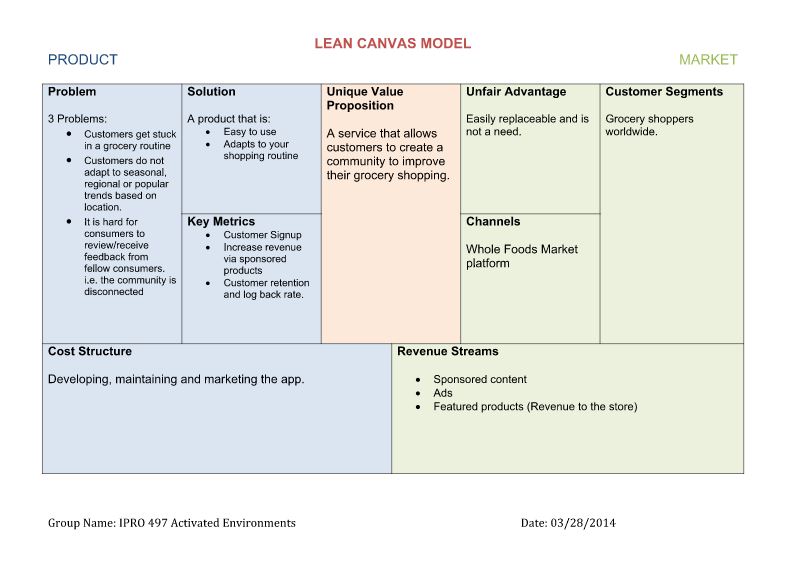 LEAN CANVAS MODEL
PRODUCT
MARKET
Problem
3 Problems:
• Customers get stuck
in a grocery routine
• Customers do not
adapt to seasonal,
regional or popular
trends based on
location.
• It is hard for
consumers to
review/receive
feedback from
fellow consumers.
i.e. the community is
disconnected
Solution
A product that is:
• Easy to use
• Adapts to your
shopping routine
Key Metrics
• Customer Signup
• Increase revenue
via sponsored
products
• Customer retention
and log back rate.
Unique Value
Proposition
A service that allows
customers to create a
community to improve
their grocery shopping.
Unfair Advantage
Easily replaceable and is
not a need.
Channels
Whole Foods Market
platform
Customer Segments
Grocery shoppers
worldwide.
Cost Structure
Developing, maintaining and marketing the app.
Revenue Streams
• Sponsored content
• Ads
• Featured products (Revenue to the store)
Group Name: IPRO 497 Activated Environments
Date: 03/28/2014